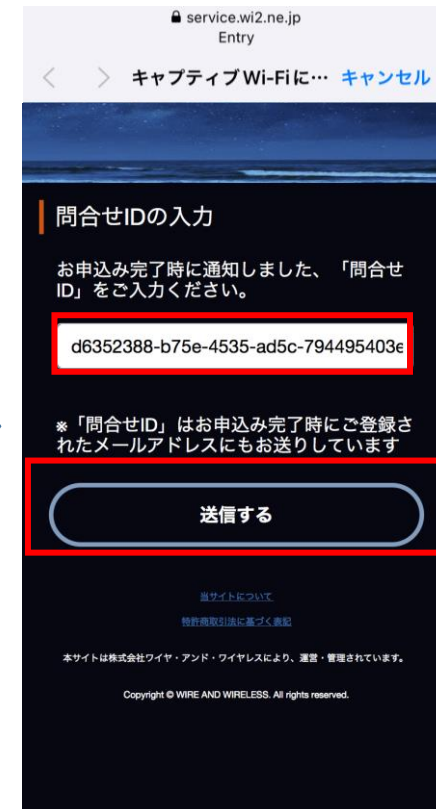 service.wi2.ne.jp
Entry
キャプティブ Wi-Fi に… キャンセル
問合せIDの入力
お申込み完了時に通知しました、「問合せ
ID」をご入力ください。
d6352388-b75e-4535-ad5c-794495403e
※「問合せID」はお申込み完了時にご登録さ
れたメールアドレスにもお送りしています
送信する
当サイトについて
特許商取引法に基づく表記
本サイトは株式会社ワイヤ・アンド・ワイヤレスにより、運営・管理されています。
Copyright © WIRE AND WIRELESS. All rights reserved.